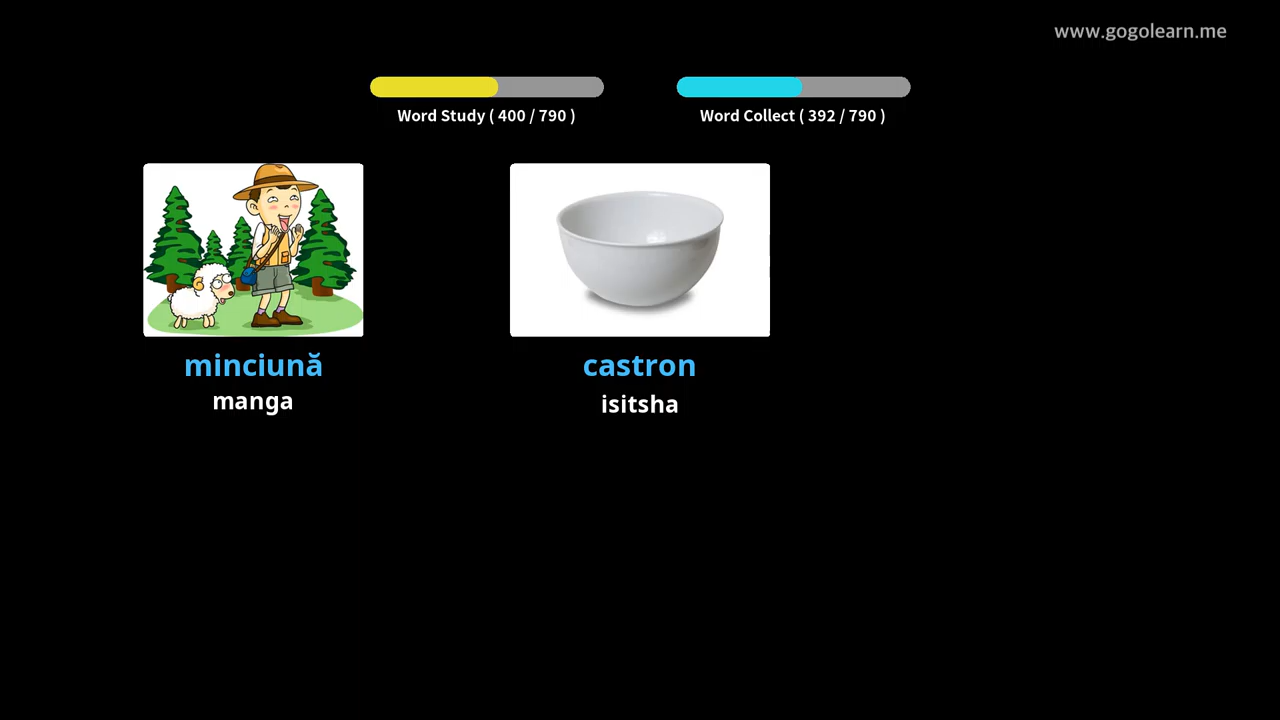 www.gogolearn.me
Word Study ( 400 / 790 )
Word Collect ( 392 / 790 )
minciună
manga
castron
isitsha